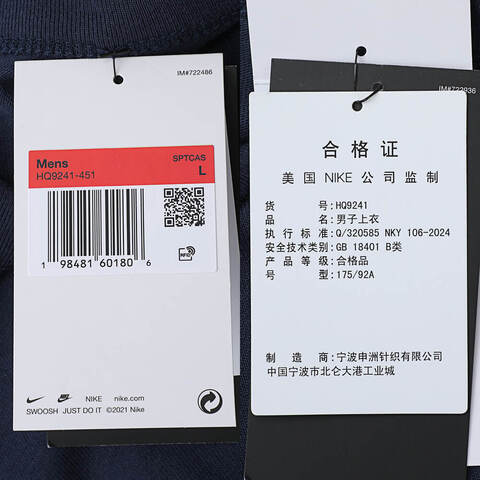 IM#722486
Mens
SPTCAS
HQ9241-451
L
1 98481 60180 6
RFID
NIKE nike.com
SWOOSH JUST DO IT ©2021 Nike
IM#722936
合格证
美国 NIKE 公司监制
货号：HQ9241
品名：男子上衣
执行标准：Q/320585 NKY 106-2024
安全技术类别：GB 18401 B类
产品等级：合格品
号型：175/92A
制造商：宁波申洲针织有限公司
中国宁波市北仑大港工业城